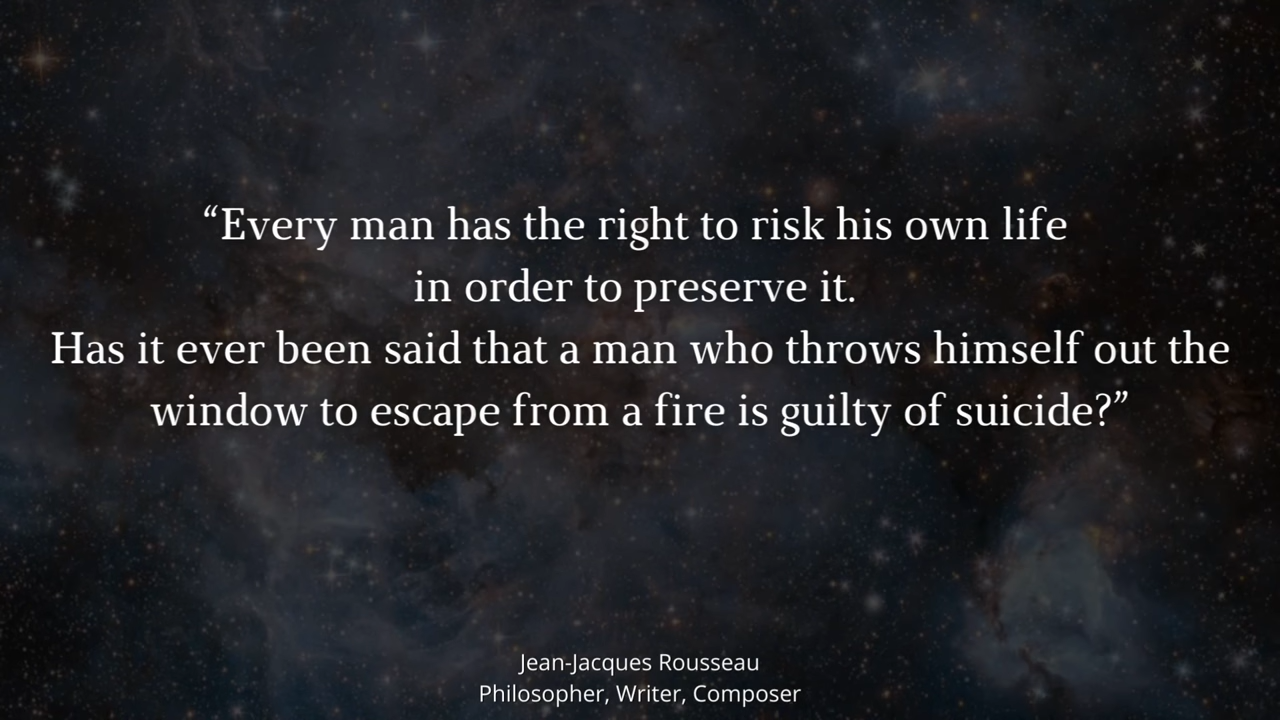 “Every man has the right to risk his own life
in order to preserve it.
Has it ever been said that a man who throws himself out the
window to escape from a fire is guilty of suicide?”
Jean-Jacques Rousseau
Philosopher, Writer, Composer